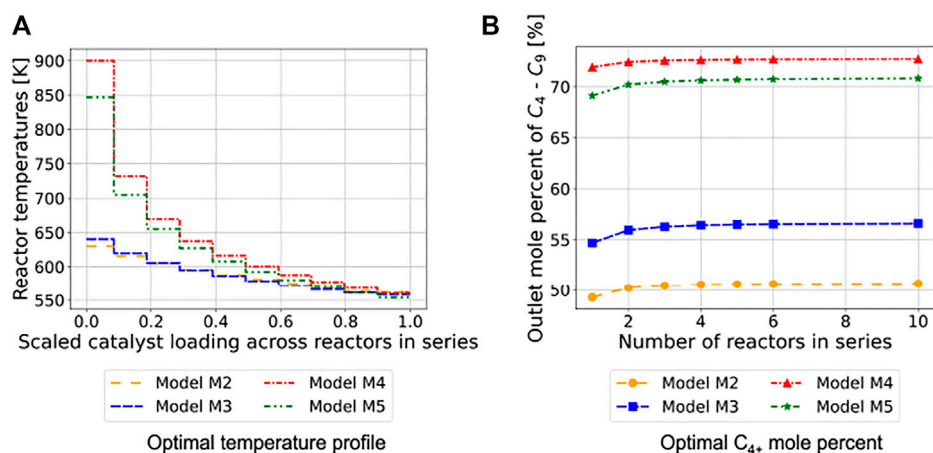 A
Reactor temperatures [K]
900
850
800
750
700
650
600
550
0.0 0.2 0.4 0.6 0.8 1.0
Scaled catalyst loading across reactors in series
Model M2 Model M4
Model M3 Model M5
Optimal temperature profile
B
Outlet mole percent of C₄ - C₉ [%]
70
65
60
55
50
2 4 6 8 10
Number of reactors in series
Model M2 Model M4
Model M3 Model M5
Optimal C₄₊ mole percent